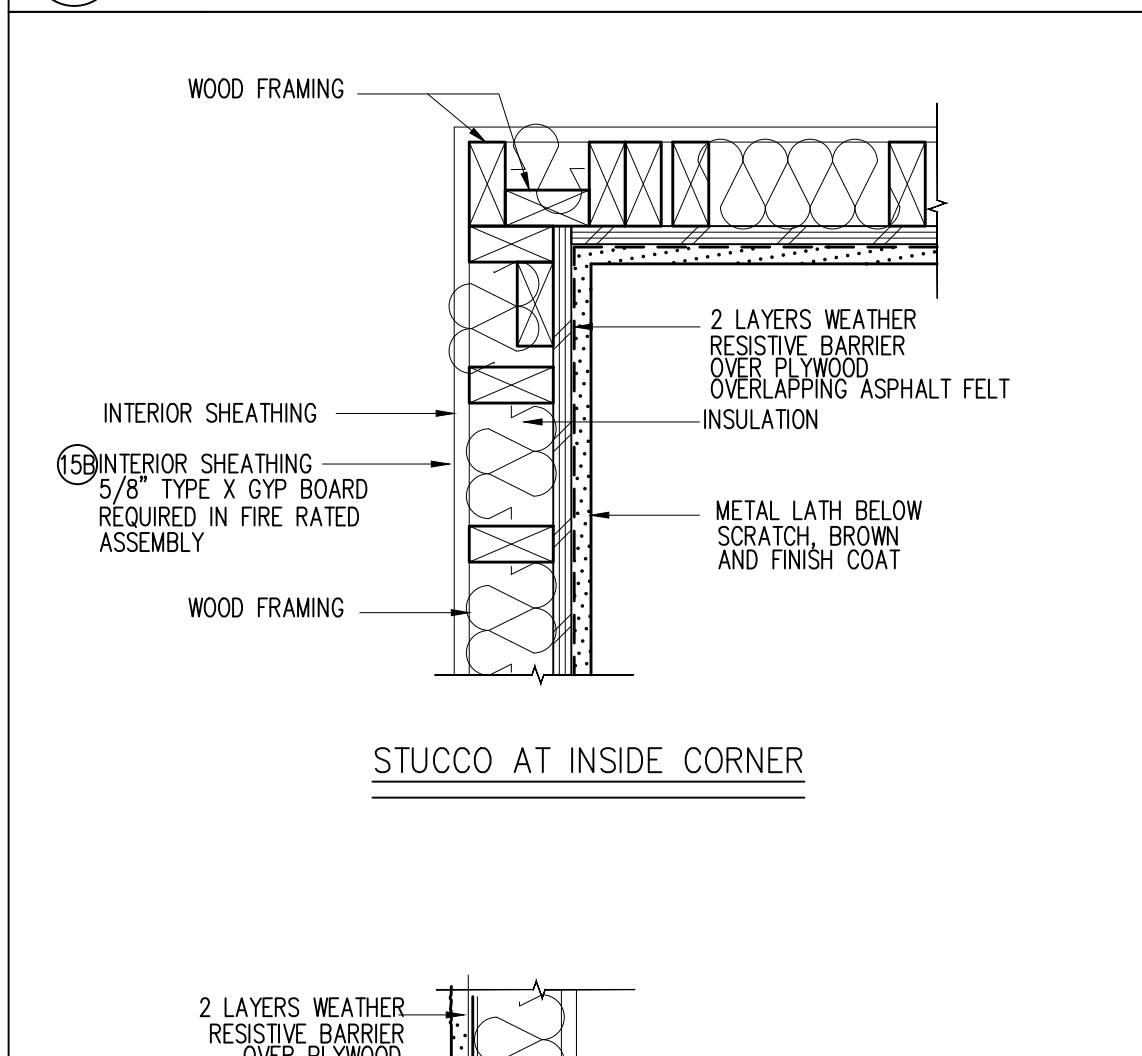 WOOD FRAMING
2 LAYERS WEATHER
RESISTIVE BARRIER
OVER PLYWOOD
OVERLAPPING ASPHALT FELT
INTERIOR SHEATHING
INSULATION
15B INTERIOR SHEATHING
5/8" TYPE X GYP BOARD
REQUIRED IN FIRE RATED
ASSEMBLY
METAL LATH BELOW
SCRATCH, BROWN
AND FINISH COAT
WOOD FRAMING
STUCCO AT INSIDE CORNER
2 LAYERS WEATHER
RESISTIVE BARRIER
OVER PLYWOOD